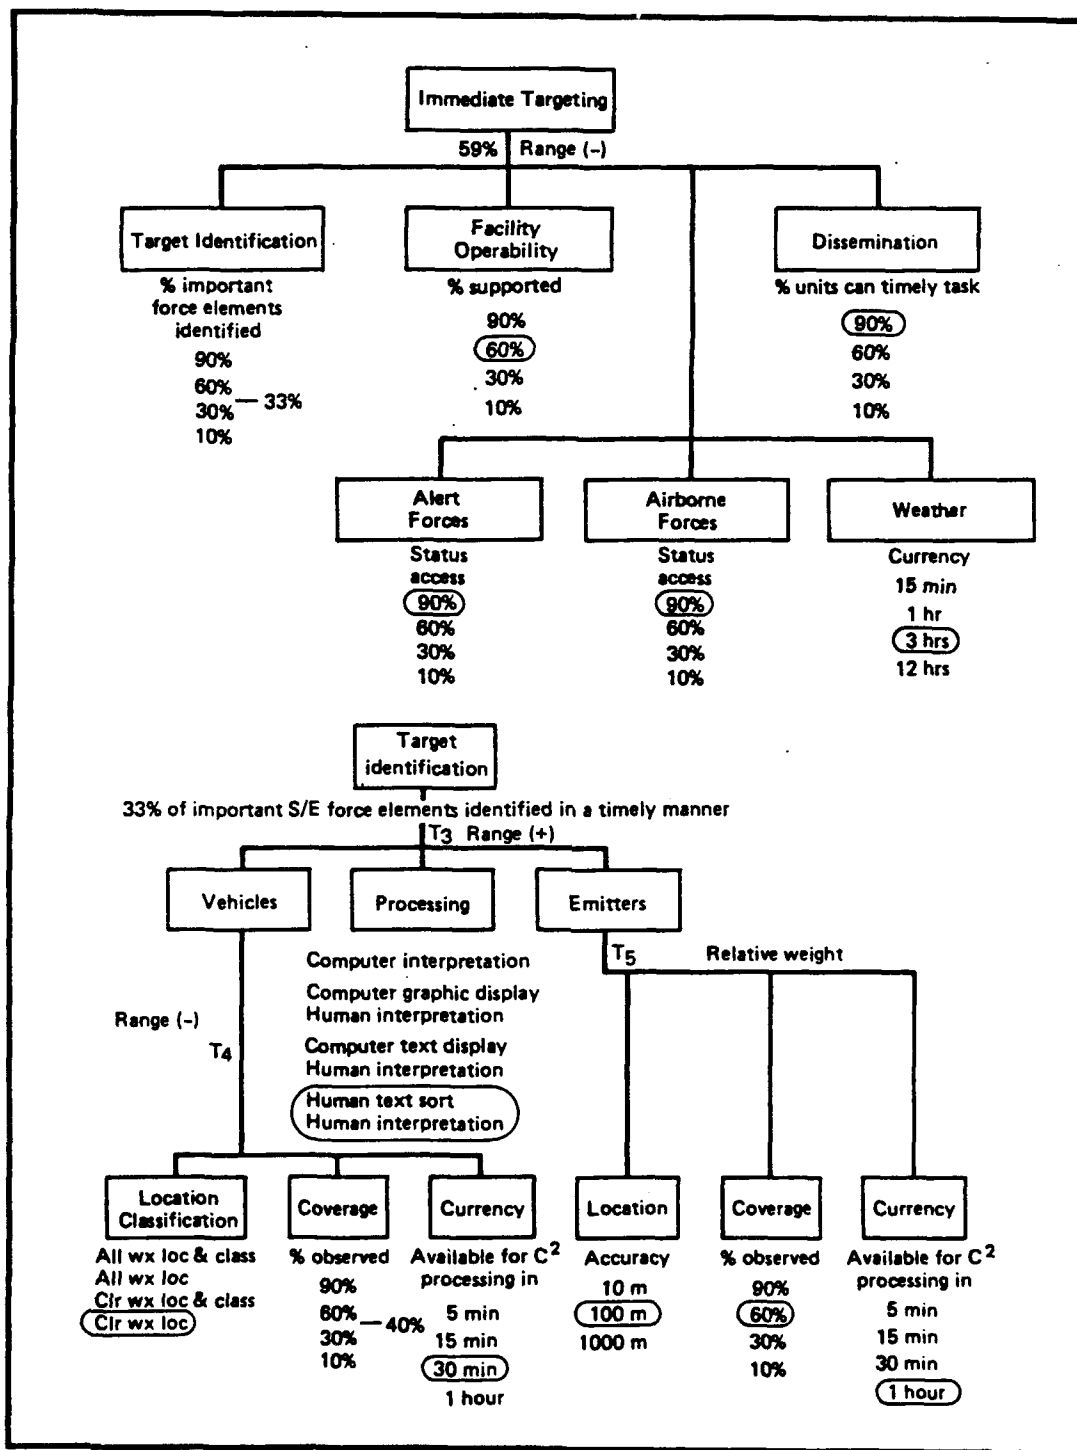 Immediate Targeting
59% Range (-)
Target Identification
% important
force elements
identified
90%
60%
30%
10%
33%
Facility
Operability
% supported
90%
60%
30%
10%
Dissemination
% units can timely task
90%
60%
30%
10%
Alert
Forces
Status
access
90%
60%
30%
10%
Airborne
Forces
Status
access
90%
60%
30%
10%
Weather
Currency
15 min
1 hr
3 hrs
12 hrs
Target
identification
33% of important S/E force elements identified in a timely manner
T3 Range (+)
Vehicles
Processing
Emitters
Computer interpretation
Computer graphic display
Human interpretation
Computer text display
Human interpretation
Human text sort
Human interpretation
Range (-)
T4
T5
Relative weight
Location
Classification
All wx loc & class
All wx loc
Clr wx loc & class
Clr wx loc
Coverage
% observed
90%
60%
30%
10%
40%
Currency
Available for C2
processing in
5 min
15 min
30 min
1 hour
Location
Accuracy
10 m
100 m
1000 m
Coverage
% observed
90%
60%
30%
10%
Currency
Available for C2
processing in
5 min
15 min
30 min
1 hour